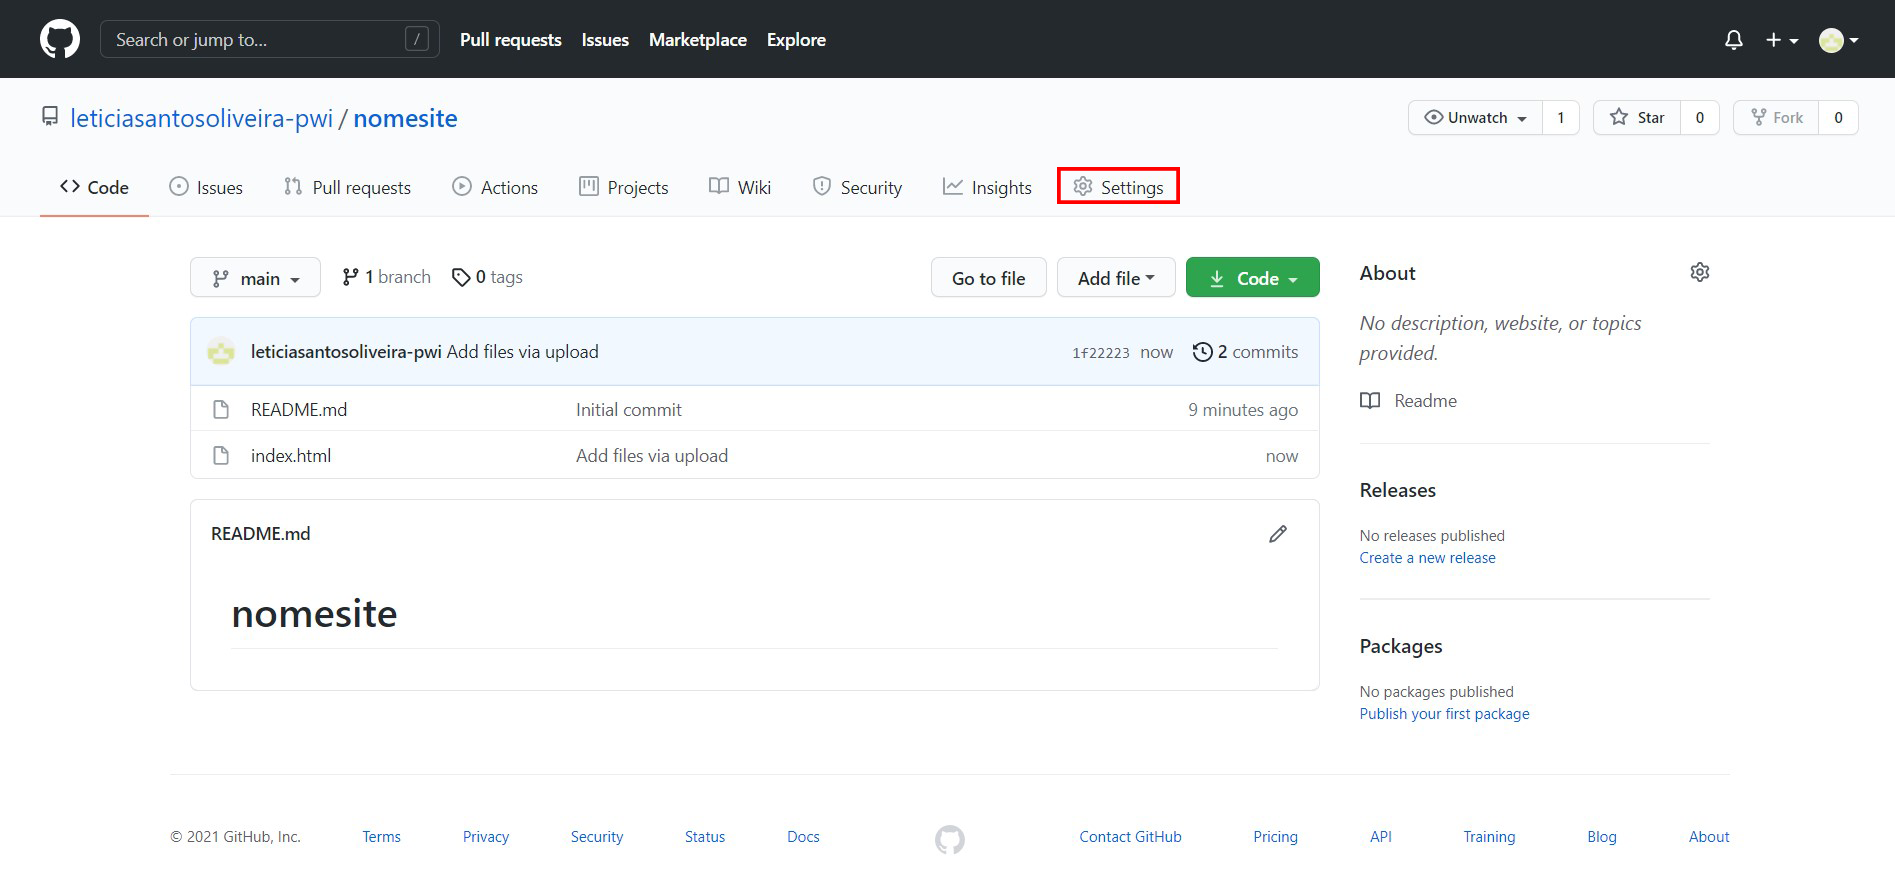 Search or jump to... /
Pull requests Issues Marketplace Explore
leticiasantosoliveira-pwi / nomesite
Unwatch 1 Star 0 Fork 0
Code Issues Pull requests Actions Projects Wiki Security Insights Settings
main 1 branch 0 tags Go to file Add file Code
leticiasantosoliveira-pwi Add files via upload 1f22223 now 2 commits
README.md Initial commit 9 minutes ago
index.html Add files via upload now
README.md
nomesite
About
No description, website, or topics
provided.
Readme
Releases
No releases published
Create a new release
Packages
No packages published
Publish your first package
© 2021 GitHub, Inc. Terms Privacy Security Status Docs Contact GitHub Pricing API Training Blog About